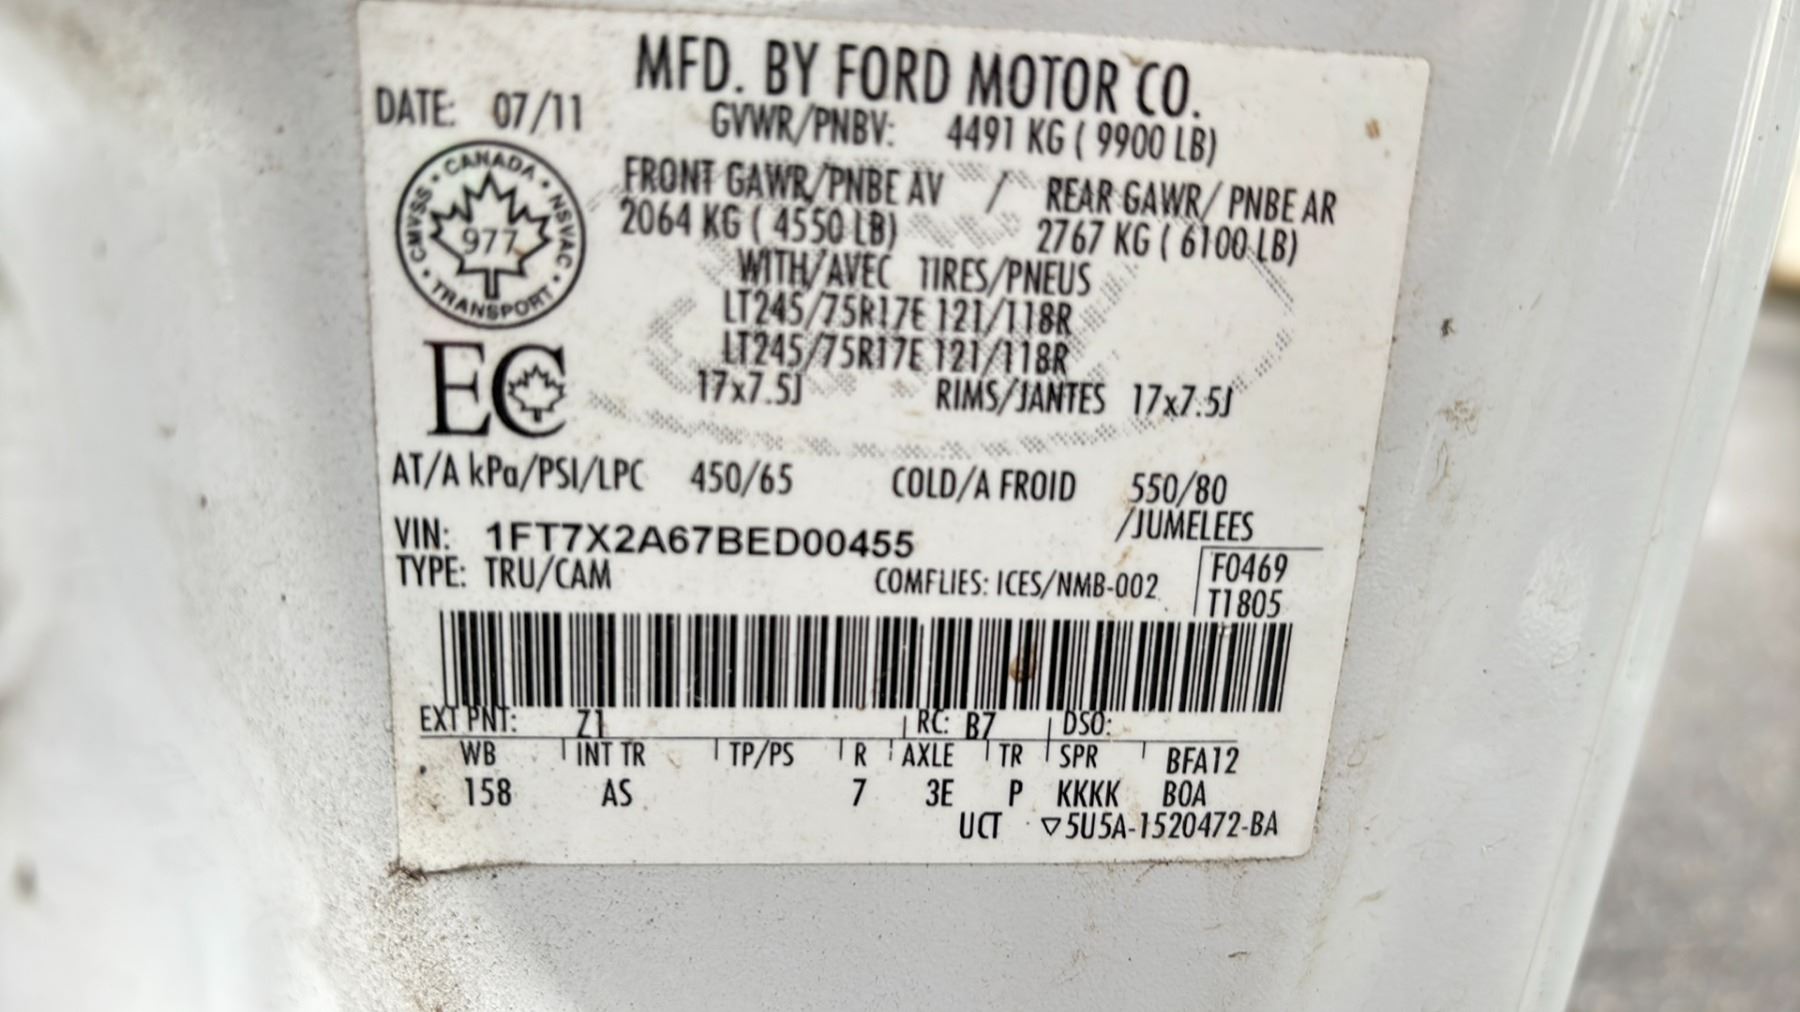 MFD. BY FORD MOTOR CO.
DATE: 07/11
GVWR/PNBV: 4491 KG ( 9900 LB)
CANADA · NSVAC · TRANSPORT · CMVSS
977
FRONT GAWR/PNBE AV / REAR GAWR/ PNBE AR
2064 KG ( 4550 LB) 2767 KG ( 6100 LB)
WITH/AVEC TIRES/PNEUS
LT245/75R17E 121/118R
LT245/75R17E 121/118R
EC
17x7.5J RIMS/JANTES 17x7.5J
AT/A kPa/PSI/LPC 450/65 COLD/A FROID 550/80
/JUMELEES
VIN: 1FT7X2A67BED00455
TYPE: TRU/CAM COMFLIES: ICES/NMB-002
F0469
T1805
EXT PNT: Z1 RC: B7 DSO:
WB INT TR TP/PS R AXLE TR SPR BFA12
158 AS 7 3E P KKKK BOA
UCT ▽5U5A-1520472-BA